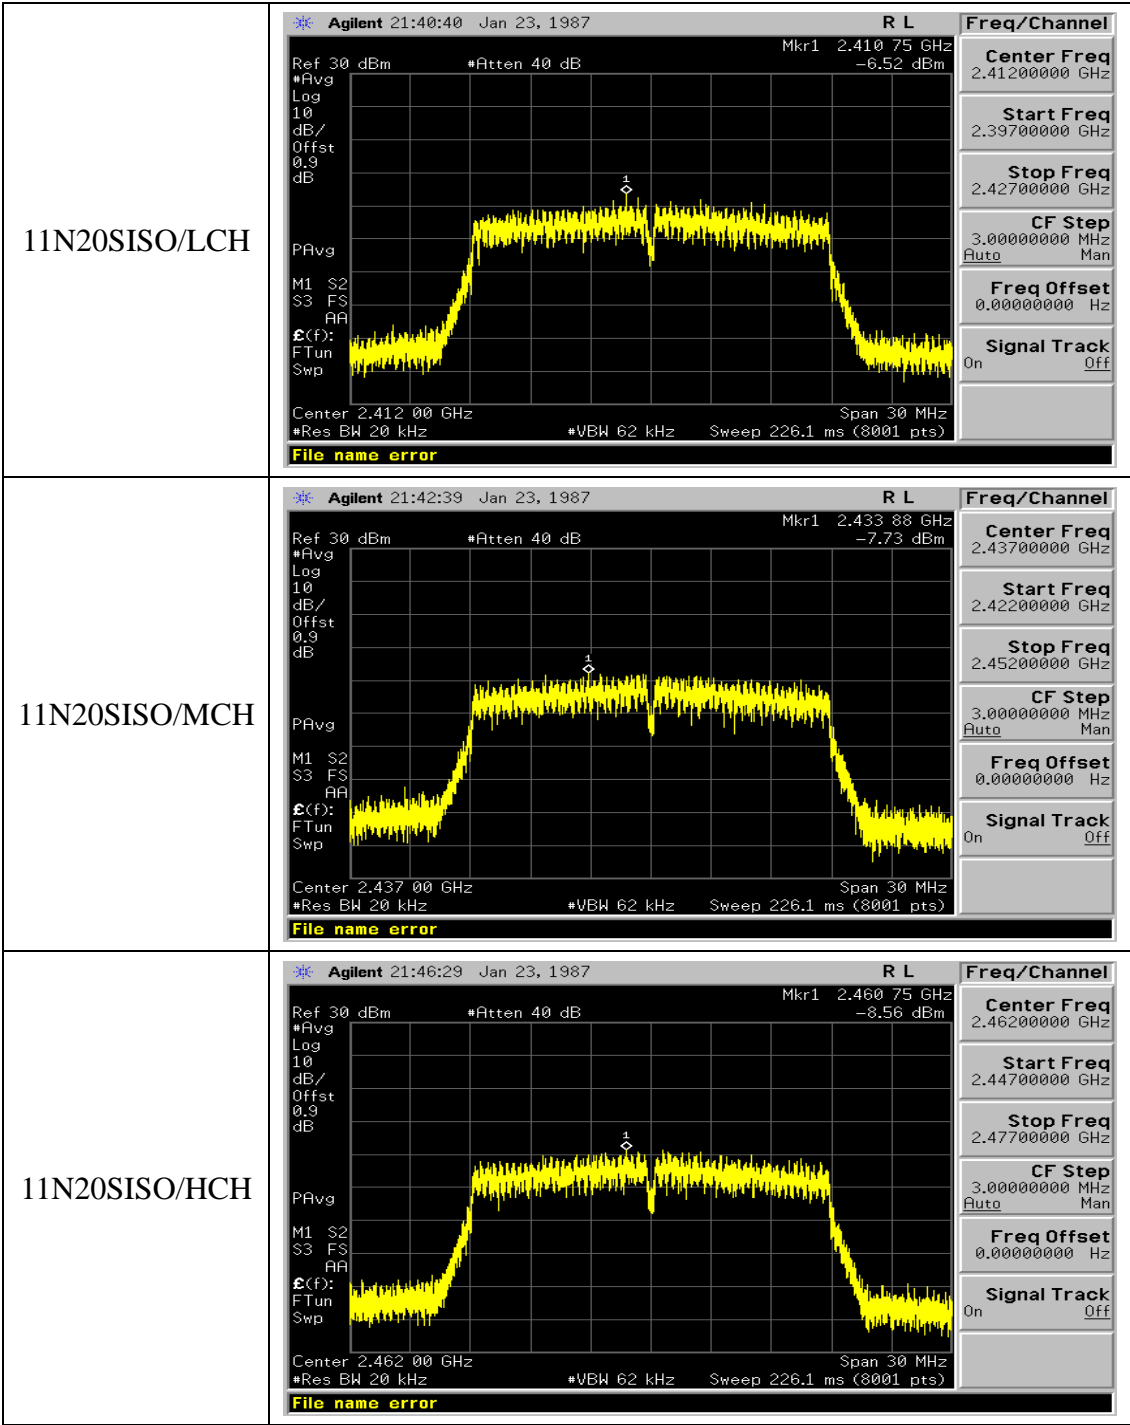 11N20SISO/LCH
Agilent 21:40:40 Jan 23, 1987 R L
Mkr1 2.410 75 GHz
Ref 30 dBm #Atten 40 dB -6.52 dBm
#Avg
Log
10
dB/
Offst
0.9
dB
1
PAvg
M1 S2
S3 FS
AA
£(f):
FTun
Swp
Center 2.412 00 GHz Span 30 MHz
#Res BW 20 kHz #VBW 62 kHz Sweep 226.1 ms (8001 pts)
File name error
Freq/Channel
Center Freq
2.41200000 GHz
Start Freq
2.39700000 GHz
Stop Freq
2.42700000 GHz
CF Step
3.00000000 MHz
Auto Man
Freq Offset
0.00000000 Hz
Signal Track
On Off
11N20SISO/MCH
Agilent 21:42:39 Jan 23, 1987 R L
Mkr1 2.433 88 GHz
Ref 30 dBm #Atten 40 dB -7.73 dBm
#Avg
Log
10
dB/
Offst
0.9
dB
1
PAvg
M1 S2
S3 FS
AA
£(f):
FTun
Swp
Center 2.437 00 GHz Span 30 MHz
#Res BW 20 kHz #VBW 62 kHz Sweep 226.1 ms (8001 pts)
File name error
Freq/Channel
Center Freq
2.43700000 GHz
Start Freq
2.42200000 GHz
Stop Freq
2.45200000 GHz
CF Step
3.00000000 MHz
Auto Man
Freq Offset
0.00000000 Hz
Signal Track
On Off
11N20SISO/HCH
Agilent 21:46:29 Jan 23, 1987 R L
Mkr1 2.460 75 GHz
Ref 30 dBm #Atten 40 dB -8.56 dBm
#Avg
Log
10
dB/
Offst
0.9
dB
1
PAvg
M1 S2
S3 FS
AA
£(f):
FTun
Swp
Center 2.462 00 GHz Span 30 MHz
#Res BW 20 kHz #VBW 62 kHz Sweep 226.1 ms (8001 pts)
File name error
Freq/Channel
Center Freq
2.46200000 GHz
Start Freq
2.44700000 GHz
Stop Freq
2.47700000 GHz
CF Step
3.00000000 MHz
Auto Man
Freq Offset
0.00000000 Hz
Signal Track
On Off